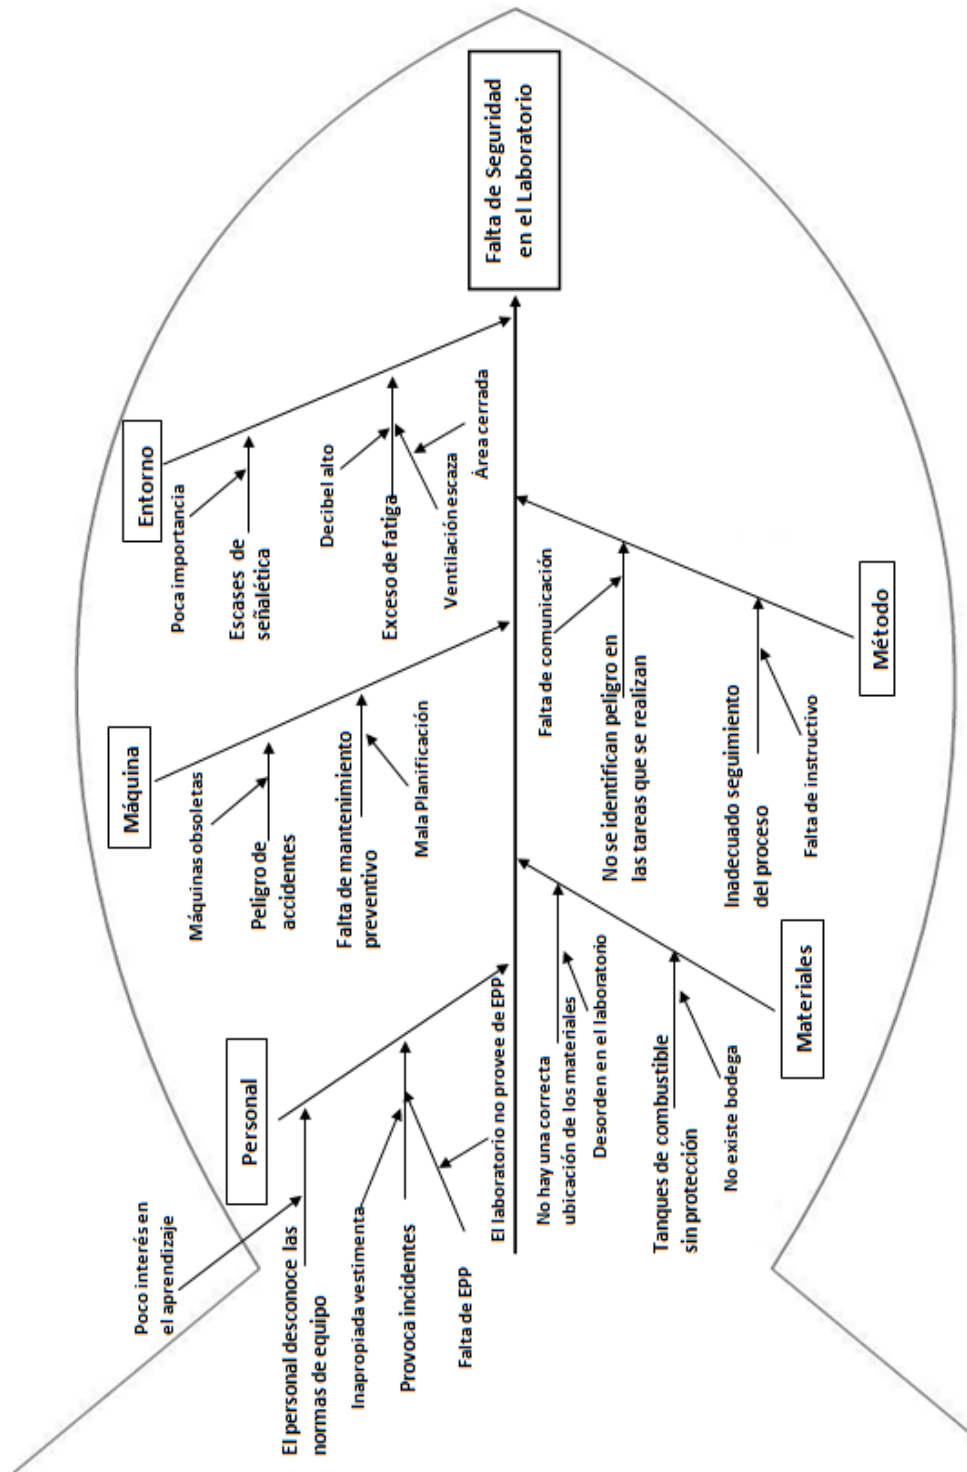 Personal
Máquina
Entorno
Poco interés en
el aprendizaje
El personal desconoce las
normas de equipo
Inapropiada vestimenta
Provoca incidentes
Falta de EPP
El laboratorio no provee de EPP
Máquinas obsoletas
Peligro de
accidentes
Falta de mantenimiento
preventivo
Mala Planificación
Poca importancia
Escases de
señalética
Decibel alto
Exceso de fatiga
Ventilación escaza
Área cerrada
Falta de Seguridad
en el Laboratorio
No hay una correcta
ubicación de los materiales
Desorden en el laboratorio
Tanques de combustible
sin protección
No existe bodega
Materiales
Falta de comunicación
No se identifican peligro en
las tareas que se realizan
Inadecuado seguimiento
del proceso
Falta de instructivo
Método